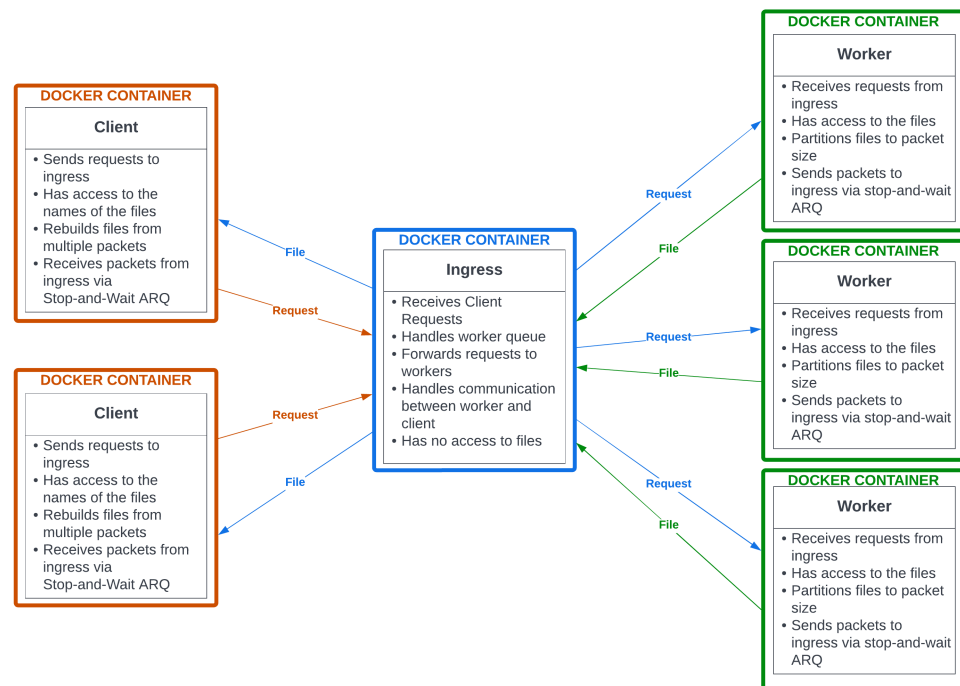 DOCKER CONTAINER
Client
• Sends requests to
ingress
• Has access to the
names of the files
• Rebuilds files from
multiple packets
• Receives packets from
ingress via
Stop-and-Wait ARQ
DOCKER CONTAINER
Client
• Sends requests to
ingress
• Has access to the
names of the files
• Rebuilds files from
multiple packets
• Receives packets from
ingress via
Stop-and-Wait ARQ
File
Request
Request
File
DOCKER CONTAINER
Ingress
• Receives Client
Requests
• Handles worker queue
• Forwards requests to
workers
• Handles communication
between worker and
client
• Has no access to files
Request
File
Request
File
Request
File
DOCKER CONTAINER
Worker
• Receives requests from
ingress
• Has access to the files
• Partitions files to packet
size
• Sends packets to
ingress via stop-and-wait
ARQ
DOCKER CONTAINER
Worker
• Receives requests from
ingress
• Has access to the files
• Partitions files to packet
size
• Sends packets to
ingress via stop-and-wait
ARQ
DOCKER CONTAINER
Worker
• Receives requests from
ingress
• Has access to the files
• Partitions files to packet
size
• Sends packets to
ingress via stop-and-wait
ARQ